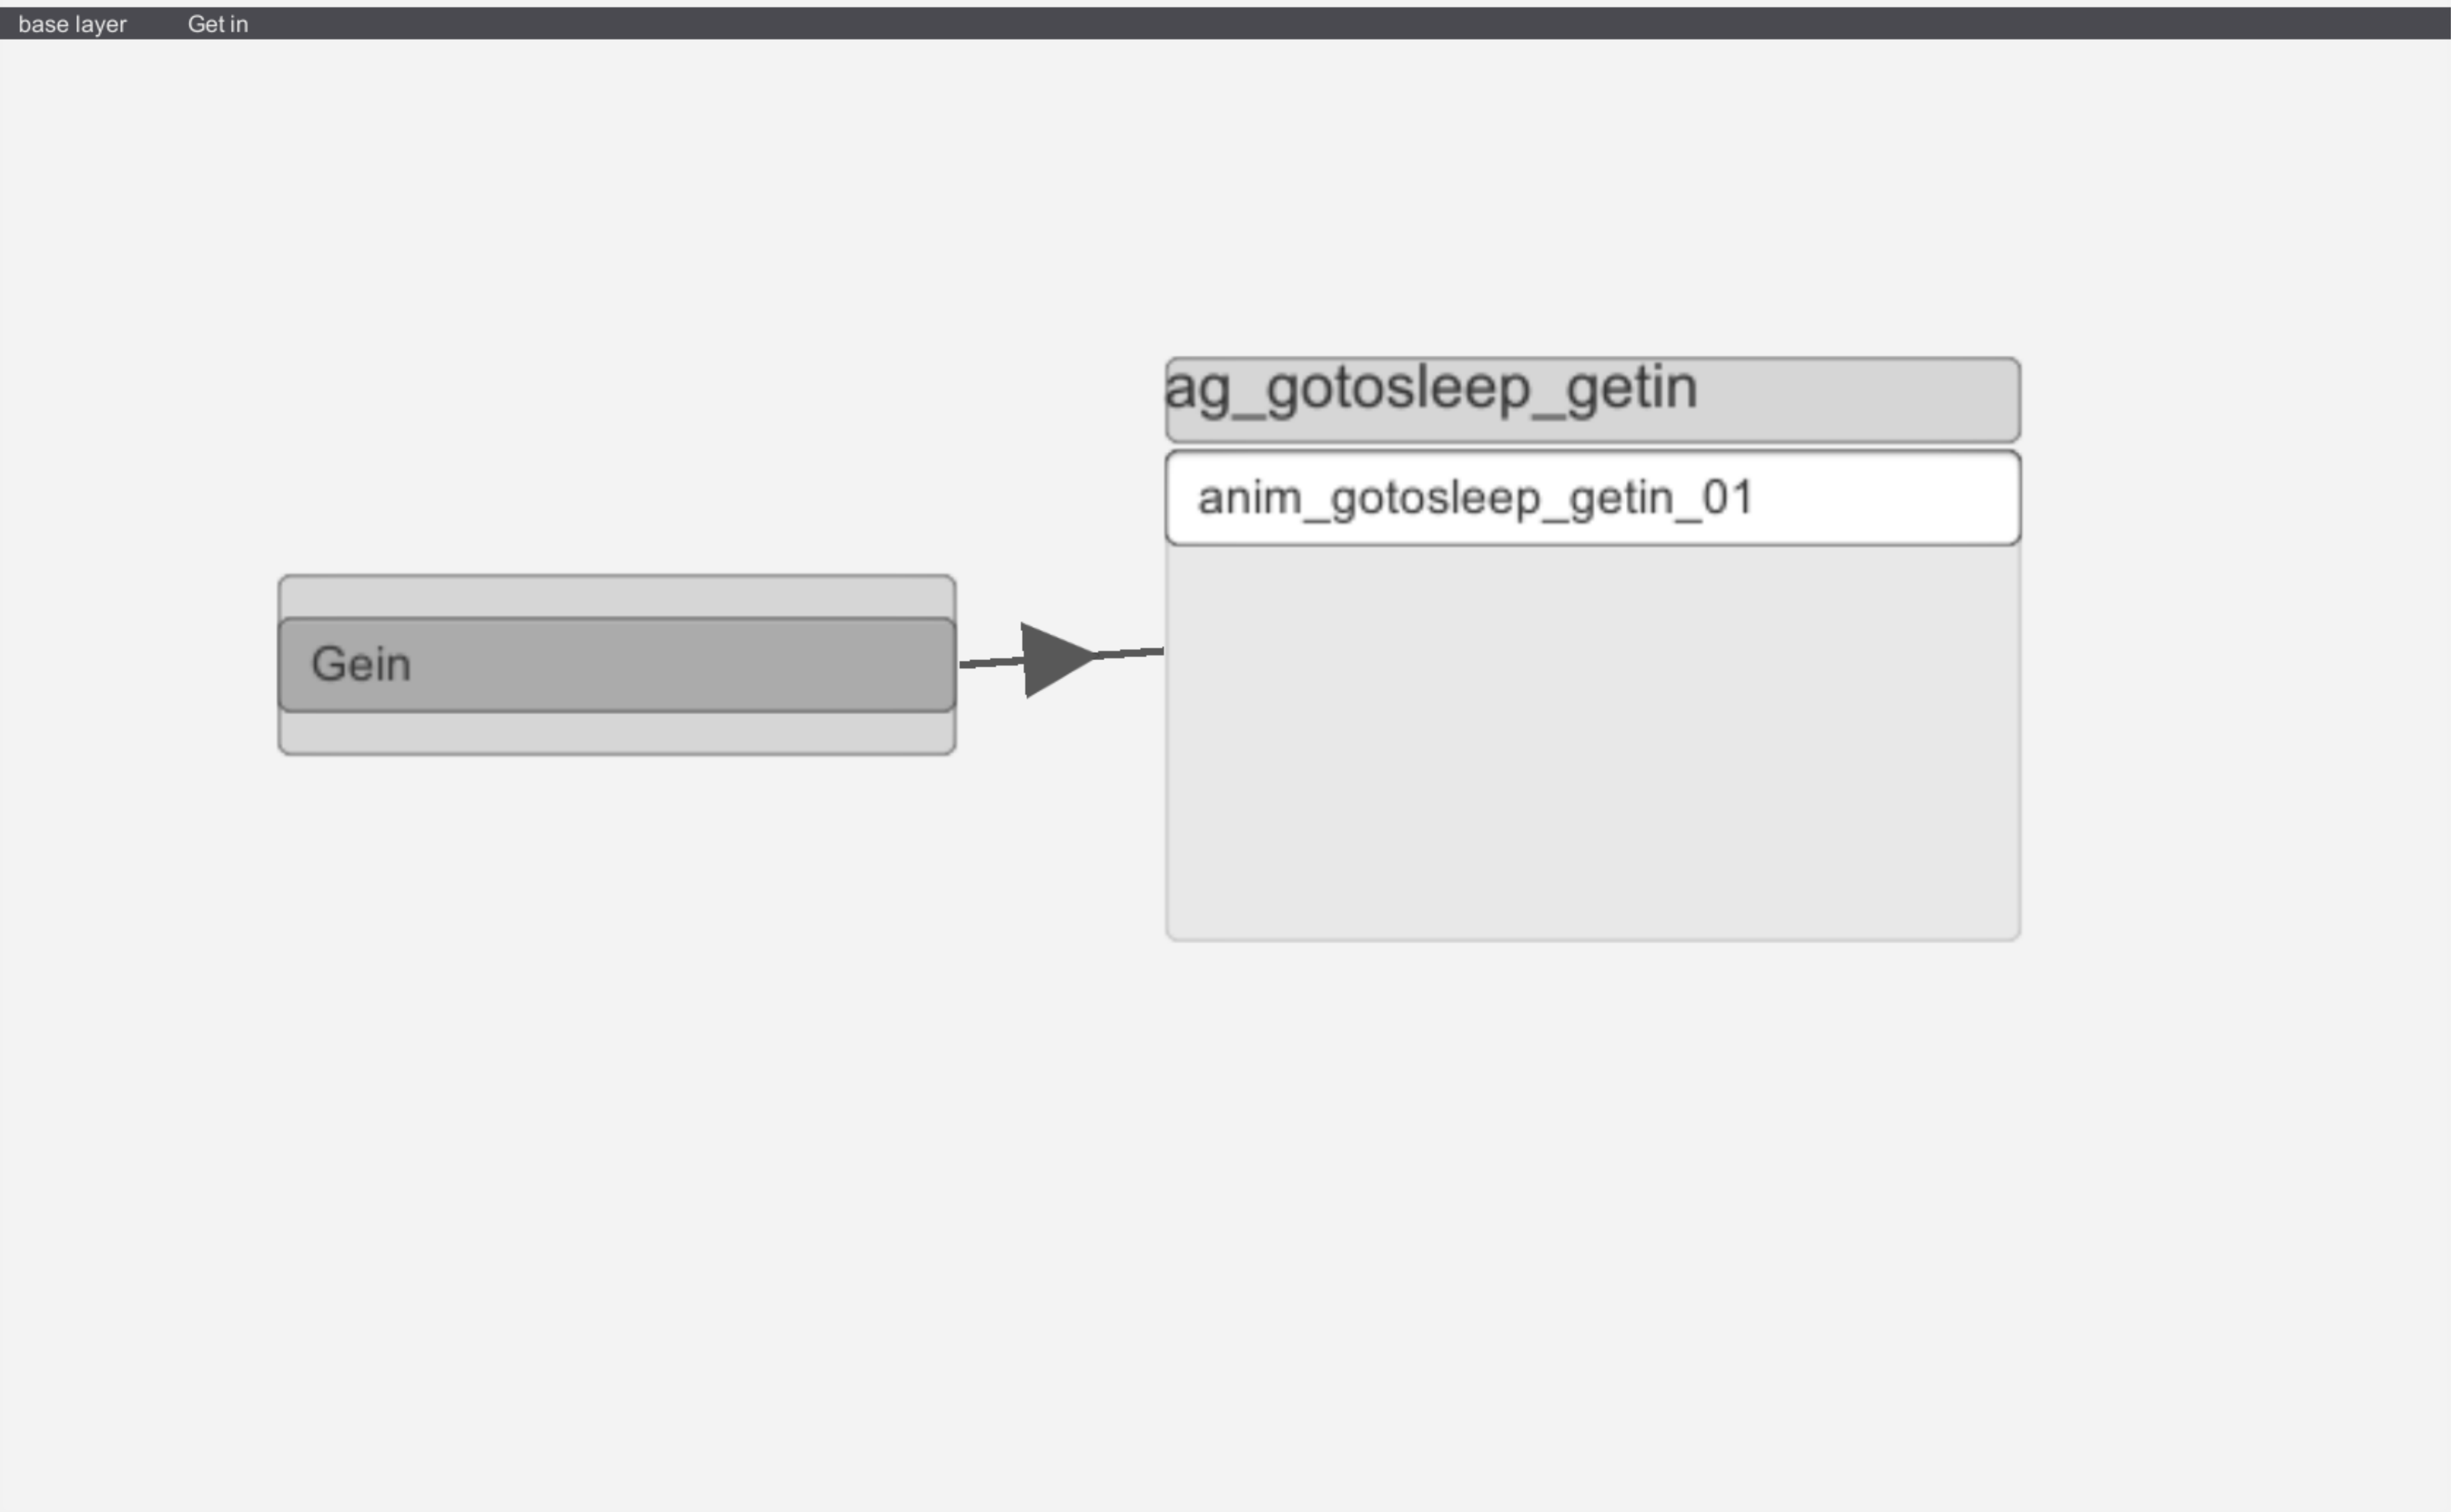 base layer Get in
ag_gotosleep_getin
anim_gotosleep_getin_01
Gein